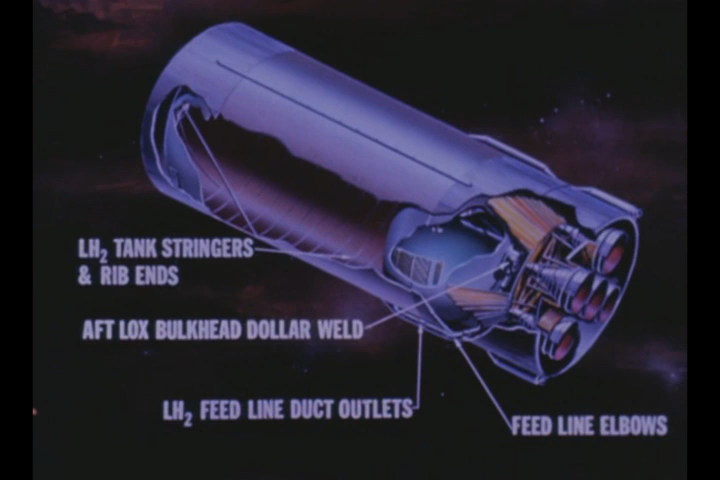 LH₂ TANK STRINGERS
& RIB ENDS
AFT LOX BULKHEAD DOLLAR WELD
LH₂ FEED LINE DUCT OUTLETS
FEED LINE ELBOWS